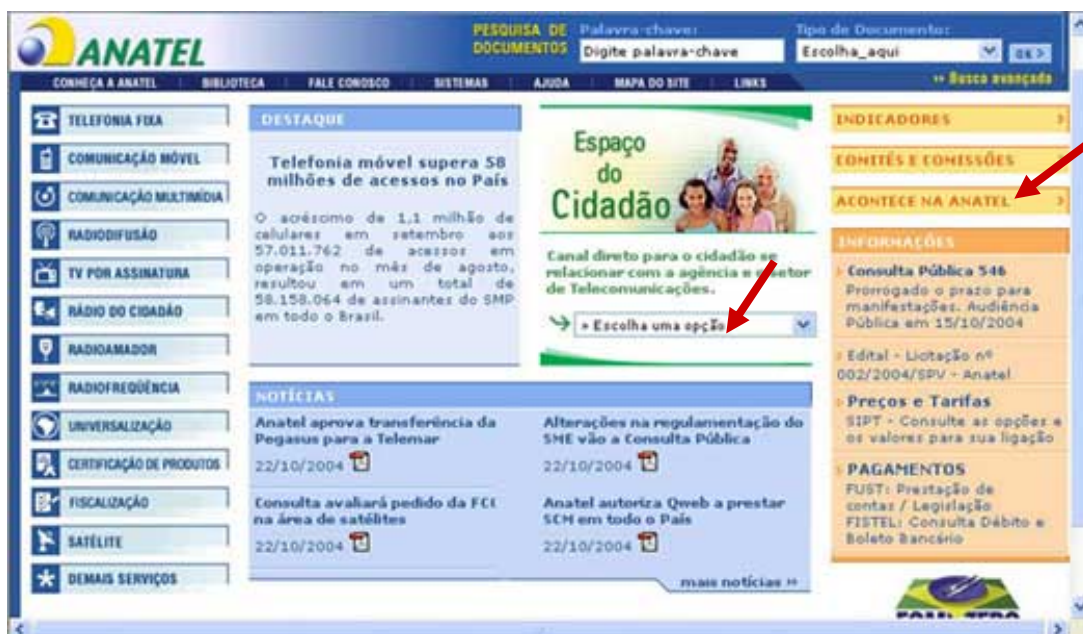 ANATEL
PESQUISA DE
DOCUMENTOS
Palavra-chave:
Digite palavra-chave
Tipo de Documento:
Escolha_aqui
OK >
CONHEÇA A ANATEL
BIBLIOTECA
FALE CONOSCO
SISTEMAS
AJUDA
MAPA DO SITE
LINKS
›› Busca avançada
TELEFONIA FIXA
COMUNICAÇÃO MÓVEL
COMUNICAÇÃO MULTIMÍDIA
RADIODIFUSÃO
TV POR ASSINATURA
RÁDIO DO CIDADÃO
RADIOAMADOR
RADIOFREQÜÊNCIA
UNIVERSALIZAÇÃO
CERTIFICAÇÃO DE PRODUTOS
FISCALIZAÇÃO
SATÉLITE
DEMAIS SERVIÇOS
DESTAQUE
Telefonia móvel supera 58
milhões de acessos no País
O acréscimo de 1,1 milhão de
celulares em setembro aos
57.011.762 de acessos em
operação no mês de agosto,
resultou em um total de
58.158.064 de assinantes do SMP
em todo o Brasil.
Espaço
do
Cidadão
Canal direto para o cidadão se
relacionar com a agência e o setor
de Telecomunicações.
» Escolha uma opção
NOTÍCIAS
Anatel aprova transferência da
Pegasus para a Telemar
22/10/2004
Consulta avaliará pedido da FCC
na área de satélites
22/10/2004
Alterações na regulamentação do
SME vão a Consulta Pública
22/10/2004
Anatel autoriza Qweb a prestar
SCM em todo o País
22/10/2004
mais notícias ››
INDICADORES
COMITÊS E COMISSÕES
ACONTECE NA ANATEL
INFORMAÇÕES
Consulta Pública 546
Prorrogado o prazo para
manifestações. Audiência
Pública em 15/10/2004
Edital - Licitação nº
002/2004/SPV - Anatel
Preços e Tarifas
SIPT - Consulte as opções e
os valores para sua ligação
PAGAMENTOS
FUST: Prestação de
contas / Legislação
FISTEL: Consulta Débito e
Boleto Bancário